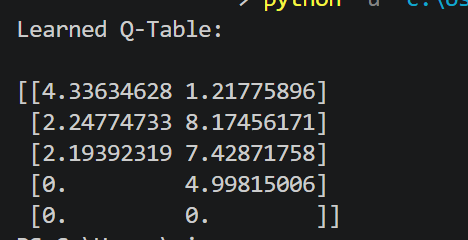 > python -u "c:\Us
Learned Q-Table:
[[4.33634628 1.21775896]
[2.24774733 8.17456171]
[2.19392319 7.42871758]
[0. 4.99815006]
[0. 0. ]]